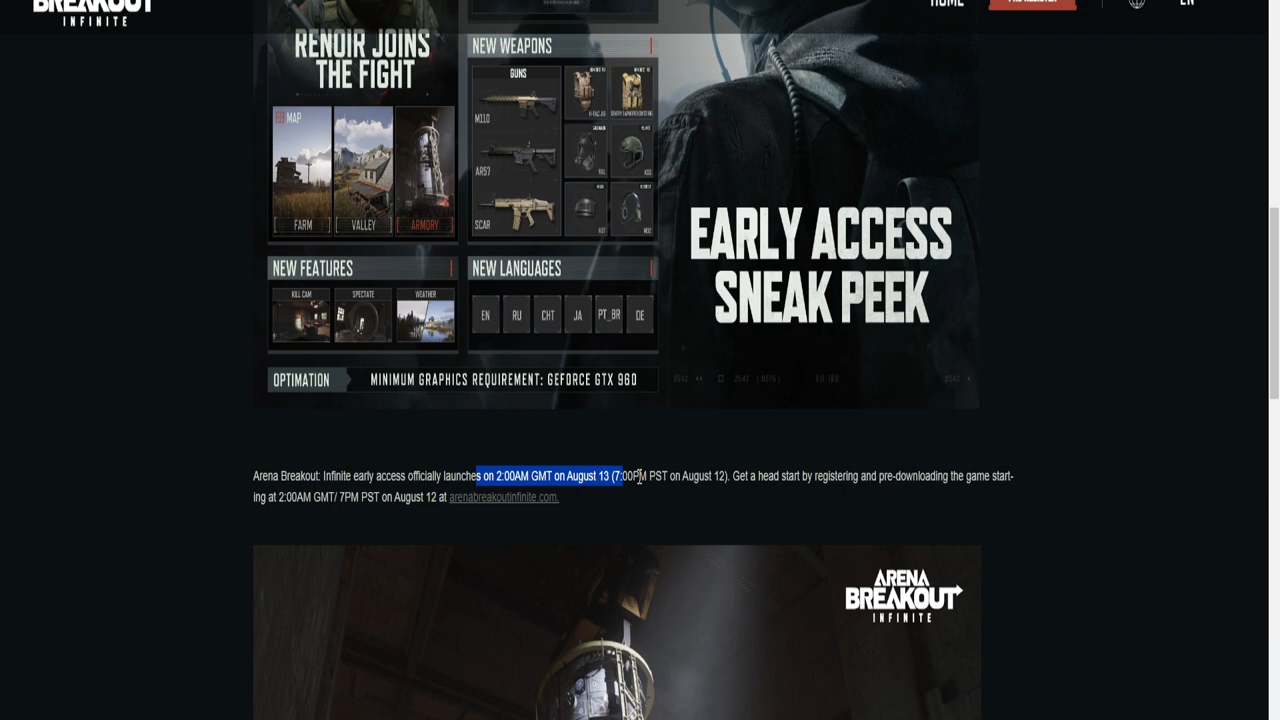 BREAKOUT
INFINITE
HOME
EN
RENOIR JOINS
THE FIGHT
MAP
FARM
VALLEY
ARMORY
NEW WEAPONS
GUNS
M110
AR57
SCAR
NEW FEATURES
KILL CAM
SPECTATE
WEATHER
NEW LANGUAGES
EN
RU
CHT
JA
PT_BR
DE
OPTIMATION
MINIMUM GRAPHICS REQUIREMENT: GEFORCE GTX 960
EARLY ACCESS
SNEAK PEEK
Arena Breakout: Infinite early access officially launches on 2:00AM GMT on August 13 (7:00PM PST on August 12). Get a head start by registering and pre-downloading the game start-
ing at 2:00AM GMT/ 7PM PST on August 12 at arenabreakoutinfinite.com.
ARENA
BREAKOUT
INFINITE